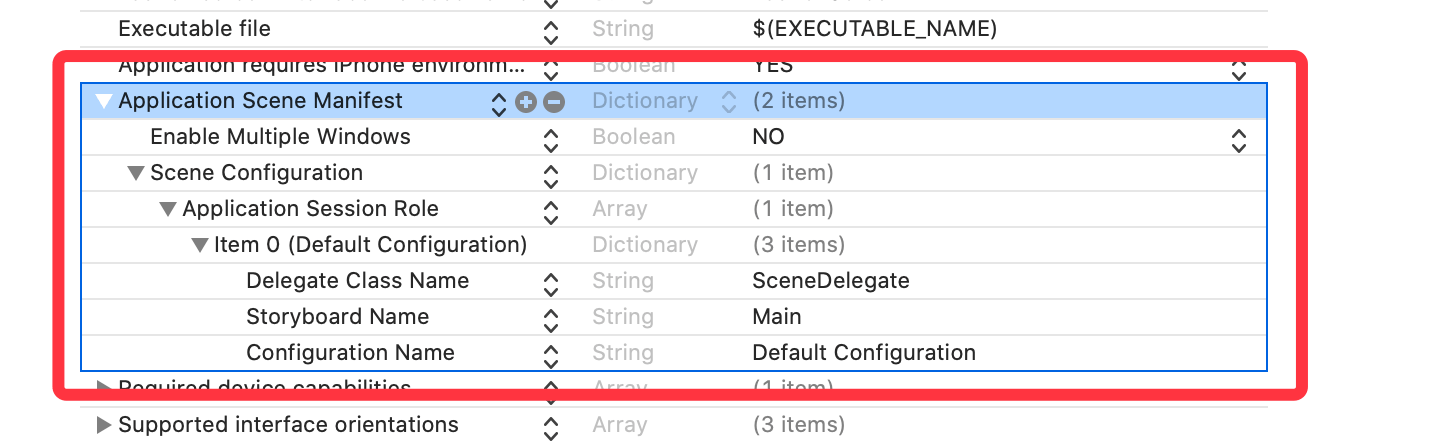 Executable file String $(EXECUTABLE_NAME)
Application requires iPhone environm... Boolean YES
Application Scene Manifest Dictionary (2 items)
Enable Multiple Windows Boolean NO
Scene Configuration Dictionary (1 item)
Application Session Role Array (1 item)
Item 0 (Default Configuration) Dictionary (3 items)
Delegate Class Name String SceneDelegate
Storyboard Name String Main
Configuration Name String Default Configuration
Required device capabilities Array (1 item)
Supported interface orientations Array (3 items)